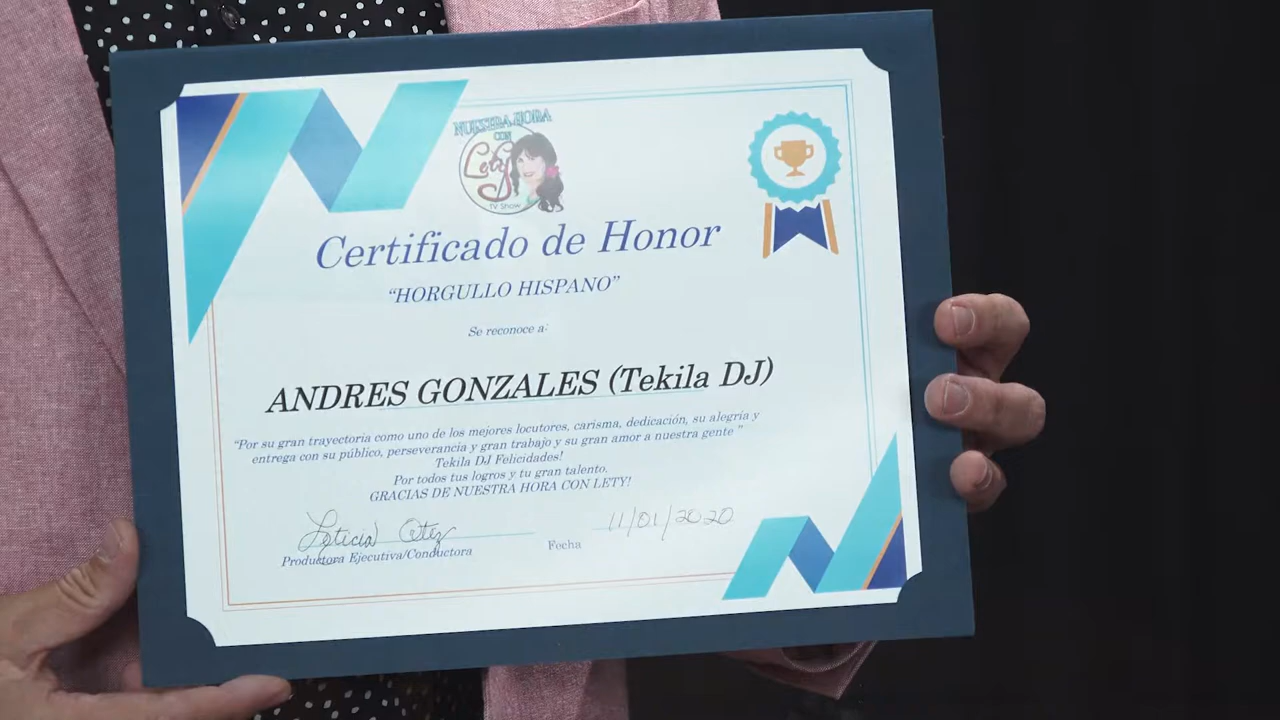 NUESTRA HORA
CON
Lety
TV Show
Certificado de Honor
“HORGULLO HISPANO”
Se reconoce a:
ANDRES GONZALES (Tekila DJ)
“Por su gran trayectoria como uno de los mejores locutores, carisma, dedicación, su alegría y
entrega con su público, perseverancia y gran trabajo y su gran amor a nuestra gente ”
Tekila DJ Felicidades!
Por todos tus logros y tu gran talento.
GRACIAS DE NUESTRA HORA CON LETY!
Leticia
Productora Ejecutiva/Conductora
Fecha 11/01/2020